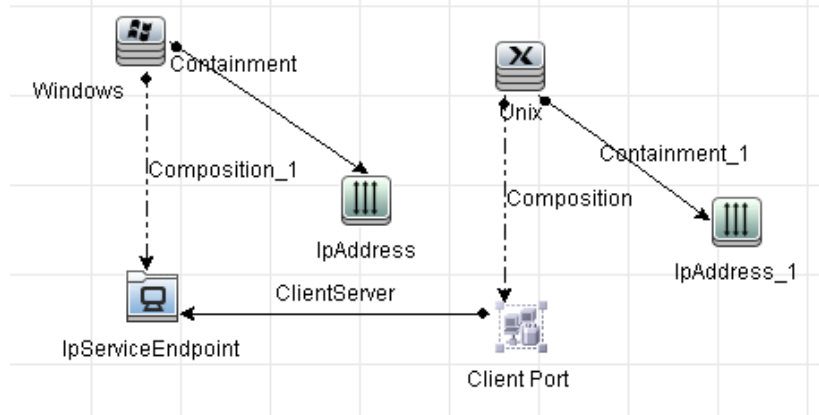 Containment
Windows
Unix
Containment_1
Composition_1
Composition
IpAddress
IpAddress_1
ClientServer
IpServiceEndpoint
Client Port